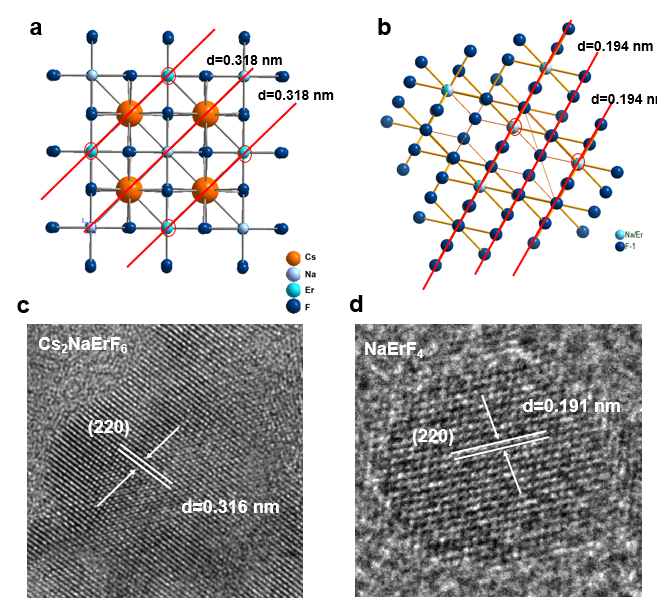 a
b
d=0.318 nm
d=0.318 nm
d=0.194 nm
d=0.194 n
Cs
Na
Er
F
Na/Er
F-1
c
d
Cs₂NaErF₆
(220)
d=0.316 nm
NaErF₄
d=0.191 nm
(220)